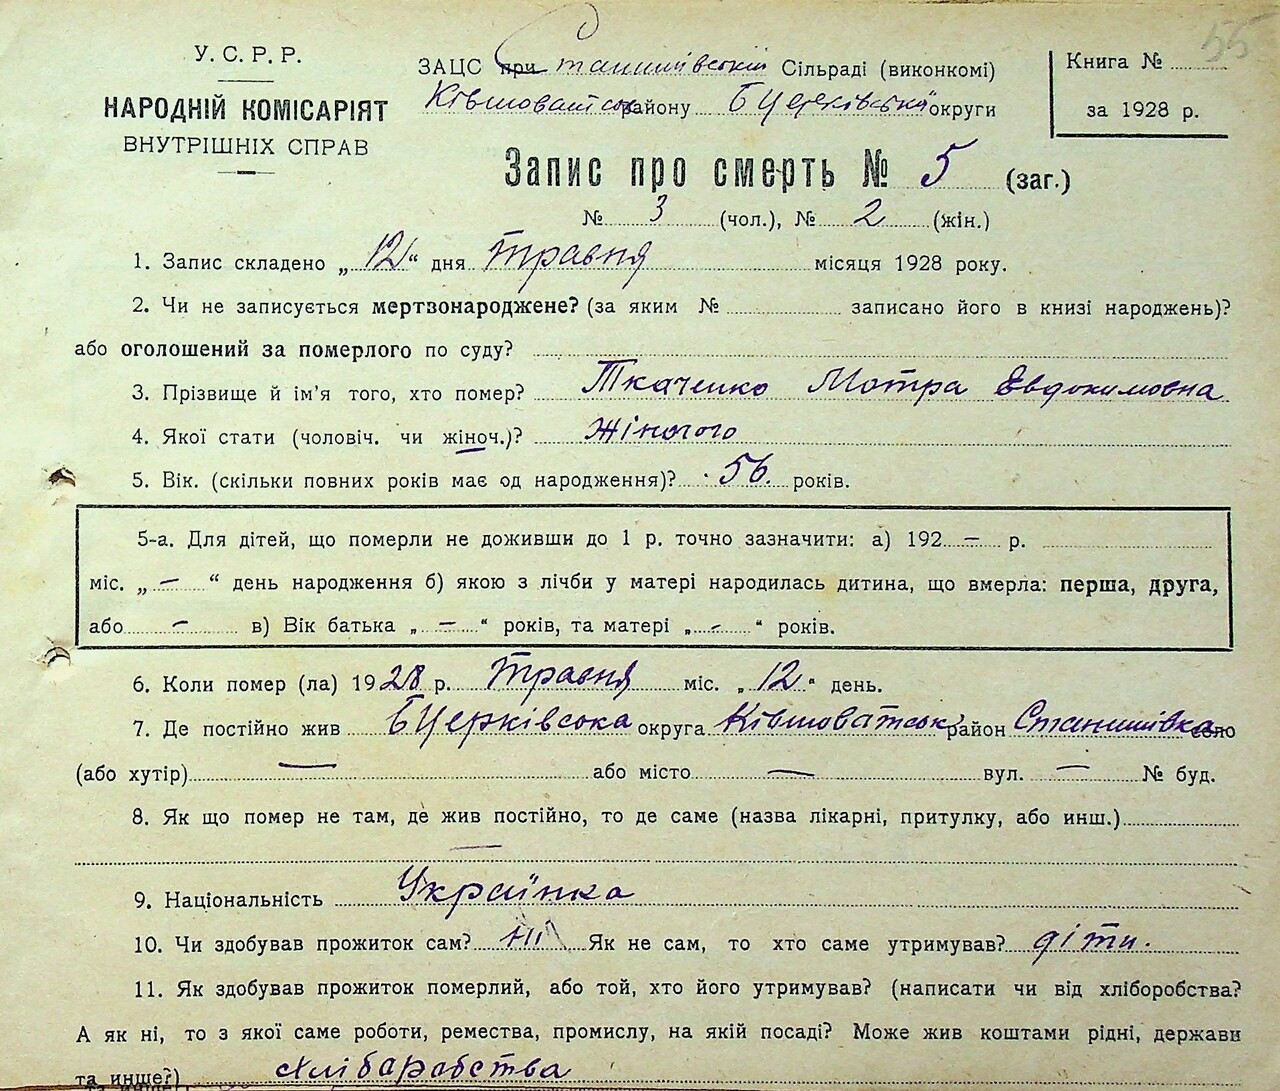 55
У. С. Р. Р.
НАРОДНІЙ КОМІСАРІЯТ
ВНУТРІШНІХ СПРАВ
ЗАЦС при Станишівській Сільраді (виконкомі)
Ківшоватськ району БЦерківської округи
Книга №
за 1928 р.
Запис про смерть № 5 (заг.)
№ 3 (чол.), № 2 (жін.)
1. Запис складено „12“ дня Травня місяця 1928 року.
2. Чи не записується мертвонароджене? (за яким № записано його в книзі народжень)?
або оголошений за померлого по суду?
3. Прізвище й ім'я того, хто помер? Ткаченко Мотра Евдокимовна
4. Якої стати (чоловіч. чи жіноч.)? Жіночого
5. Вік. (скільки повних років має од народження)? 56. років.
5-а. Для дітей, що померли не доживши до 1 р. точно зазначити: а) 192 – р.
міс. „ – “ день народження б) якою з лічби у матері народилась дитина, що вмерла: перша, друга,
або – в) Вік батька „ – “ років, та матері „ – “ років.
6. Коли помер (ла) 1928 р. Травня міс. „12“ день.
7. Де постійно жив БЦерківська округа Ківшоватськ район Станишівка село
(або хутір) — або місто — вул. — № буд.
8. Як що помер не там, де жив постійно, то де саме (назва лікарні, притулку, або инш.)
—
9. Національність Українка
10. Чи здобував прожиток сам? Ні Як не сам, то хто саме утримував? діти.
11. Як здобував прожиток померлий, або той, хто його утримував? (написати чи від хліборобства?
А як ні, то з якої саме роботи, ремества, промислу, на якій посаді? Може жив коштами рідні, держави
та инше?) Хлібарабства